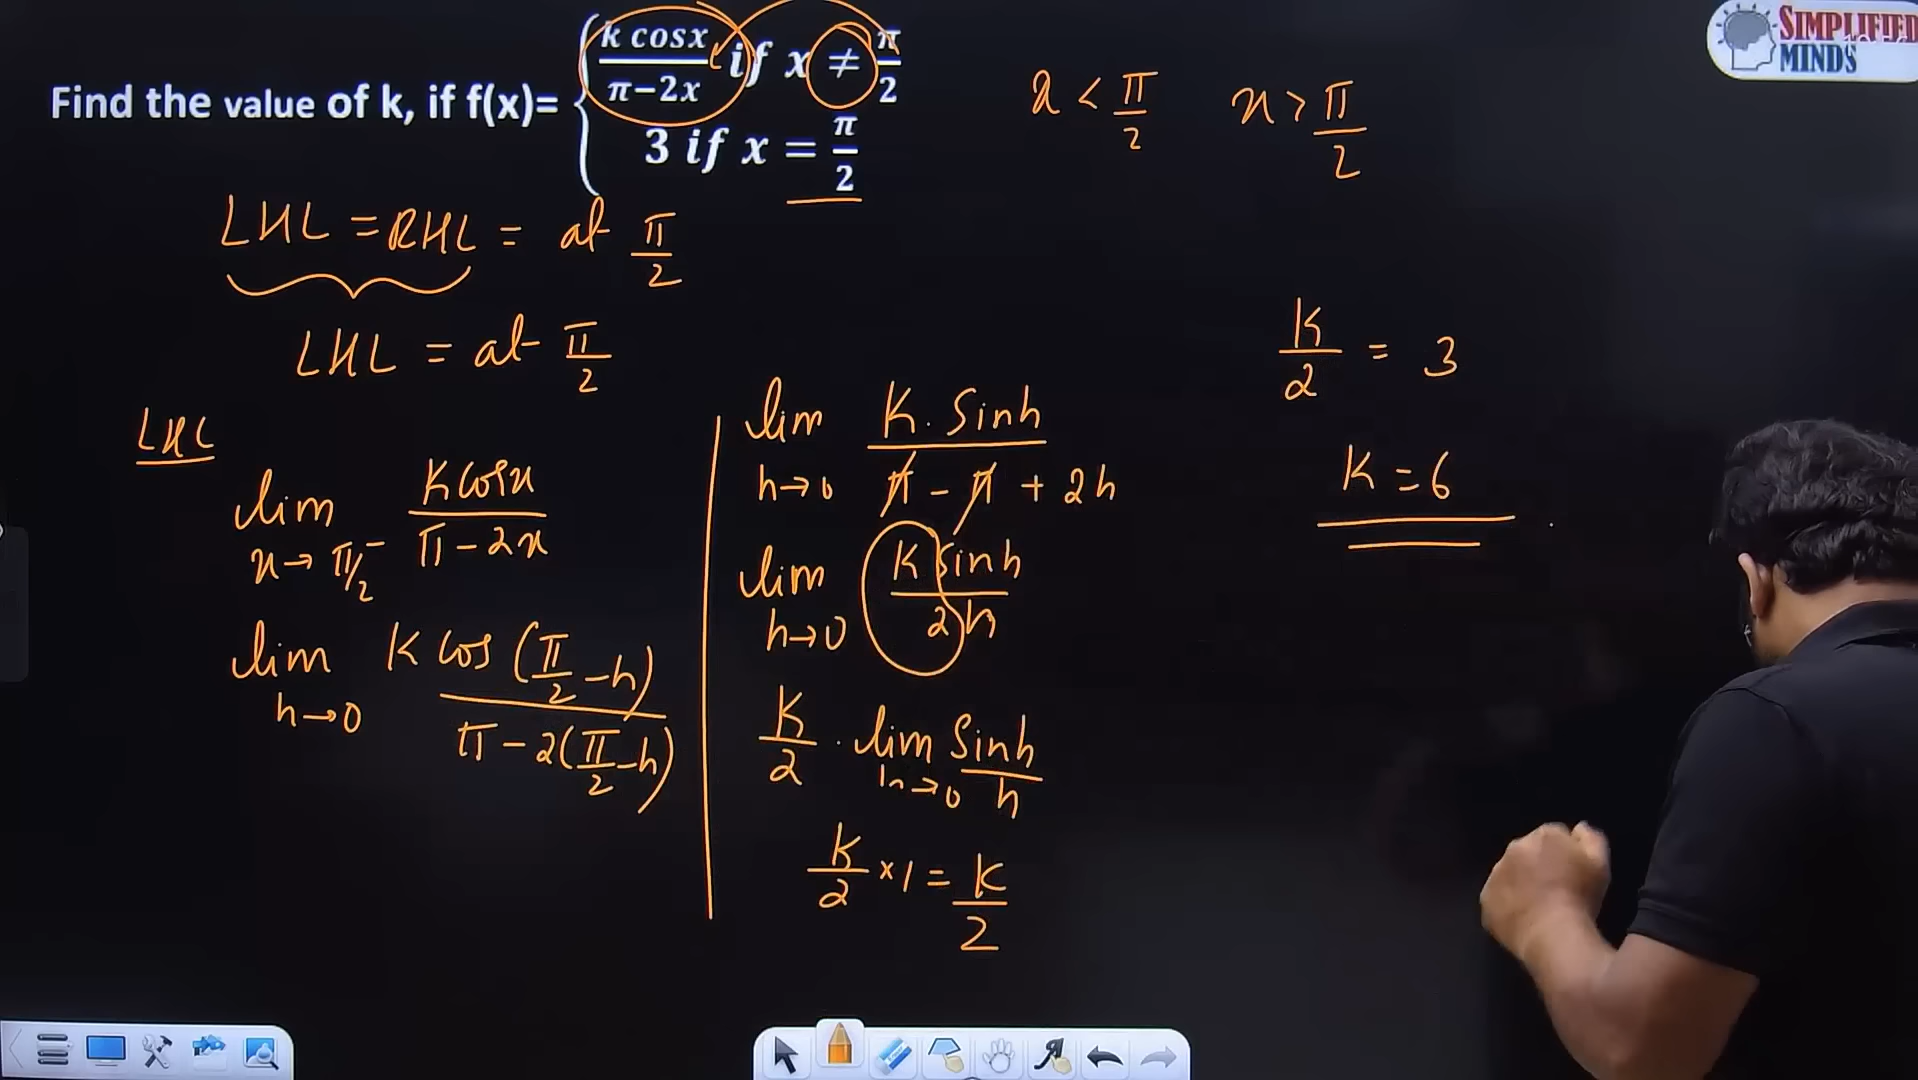 SIMPLIFIED
MINDS
Find the value of k, if f(x)= { k cosx / π−2x if x ≠ π/2
3 if x = π/2
x < π/2   x > π/2
LHL = RHL = at π/2
LHL = at π/2
LHL
lim x→π/2⁻ K cosx / π−2x
lim h→0 K cos(π/2 −h) / π−2(π/2 −h)
lim h→0 K. Sinh / π − π + 2h
lim h→0 K Sinh / 2h
K/2 . lim h→0 Sinh / h
K/2 ×1 = K/2
K/2 = 3
K = 6